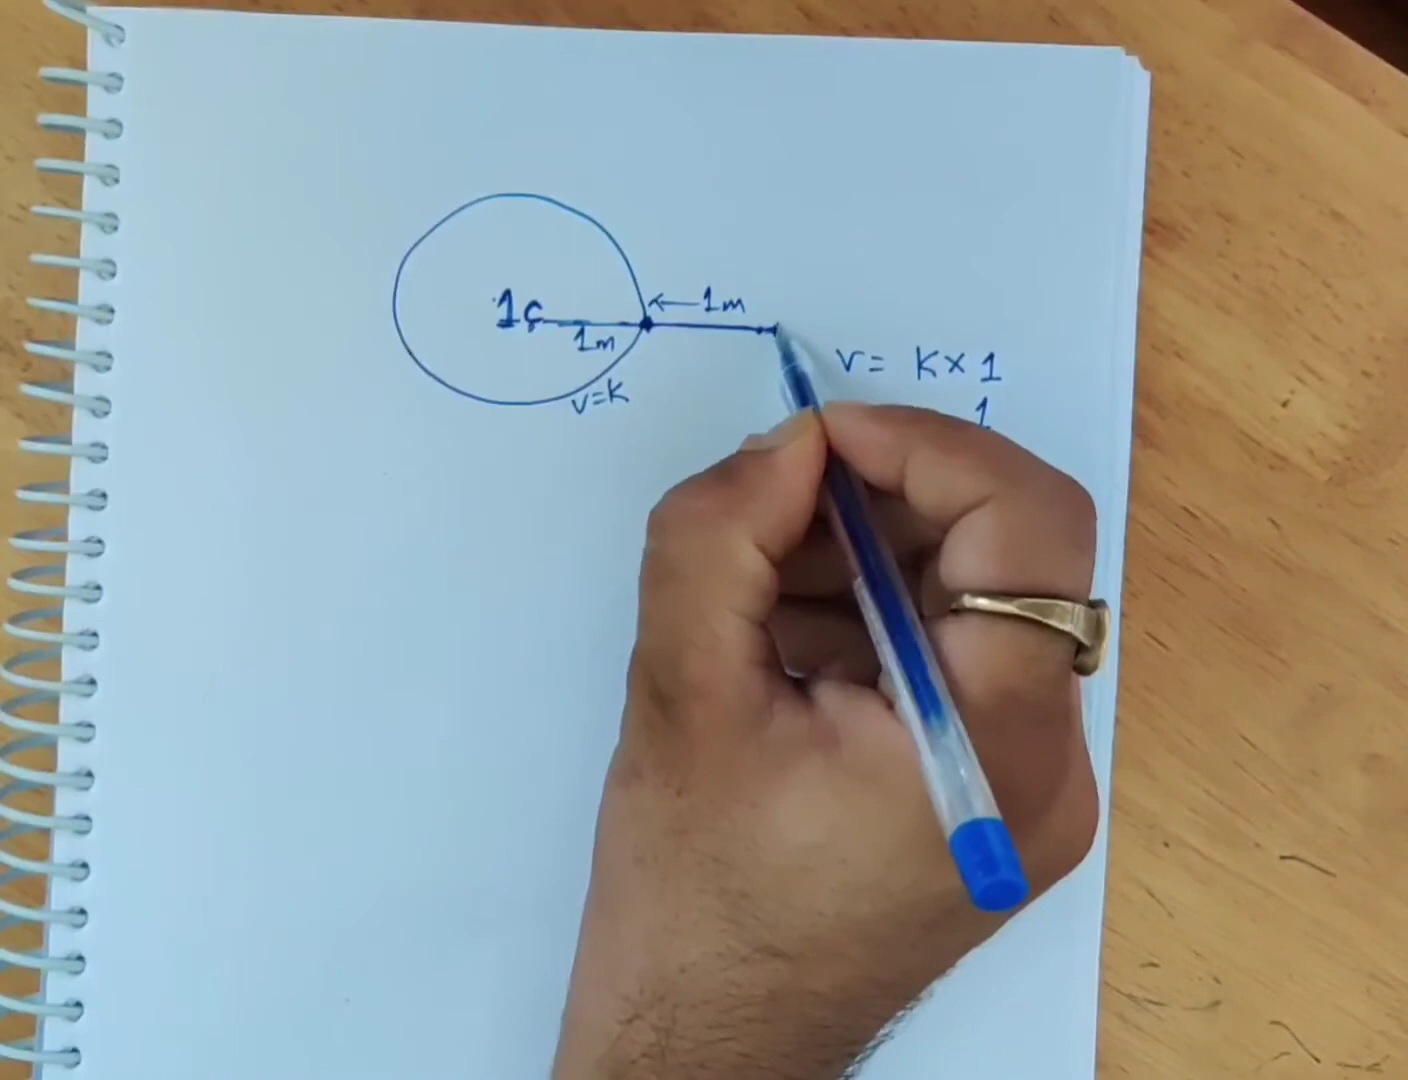 1c
← 1m
1m
v = K × 1
1
v=K